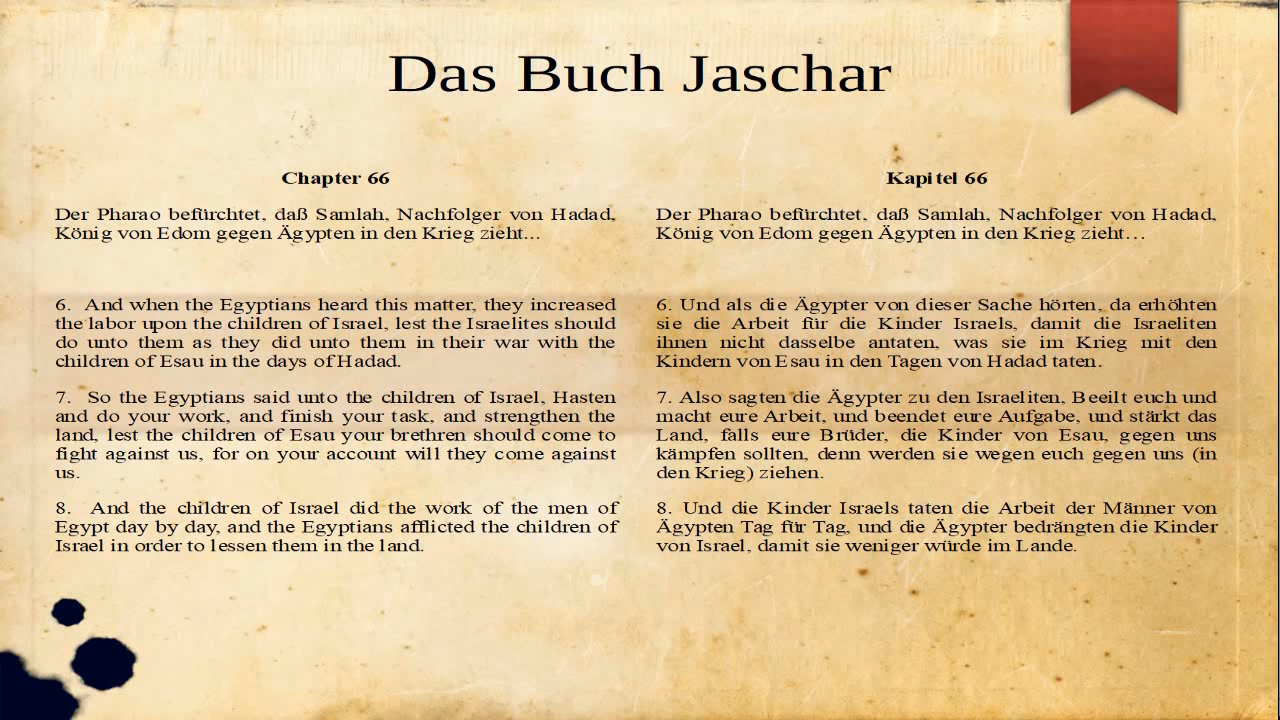 Das Buch Jaschar
Chapter 66
Der Pharao befürchtet, daß Samlah, Nachfolger von Hadad,
König von Edom gegen Ägypten in den Krieg zieht...
6. And when the Egyptians heard this matter, they increased
the labor upon the children of Israel, lest the Israelites should
do unto them as they did unto them in their war with the
children of Esau in the days of Hadad.
7. So the Egyptians said unto the children of Israel, Hasten
and do your work, and finish your task, and strengthen the
land, lest the children of Esau your brethren should come to
fight against us, for on your account will they come against
us.
8. And the children of Israel did the work of the men of
Egypt day by day, and the Egyptians afflicted the children of
Israel in order to lessen them in the land.
Kapitel 66
Der Pharao befürchtet, daß Samlah, Nachfolger von Hadad,
König von Edom gegen Ägypten in den Krieg zieht…
6. Und als die Ägypter von dieser Sache hörten, da erhöhten
sie die Arbeit für die Kinder Israels, damit die Israeliten
ihnen nicht dasselbe antaten, was sie im Krieg mit den
Kindern von Esau in den Tagen von Hadad taten.
7. Also sagten die Ägypter zu den Israeliten, Beeilt euch und
macht eure Arbeit, und beendet eure Aufgabe, und stärkt das
Land, falls eure Brüder, die Kinder von Esau, gegen uns
kämpfen sollten, denn werden sie wegen euch gegen uns (in
den Krieg) ziehen.
8. Und die Kinder Israels taten die Arbeit der Männer von
Ägypten Tag für Tag, und die Ägypter bedrängten die Kinder
von Israel, damit sie weniger würde im Lande.